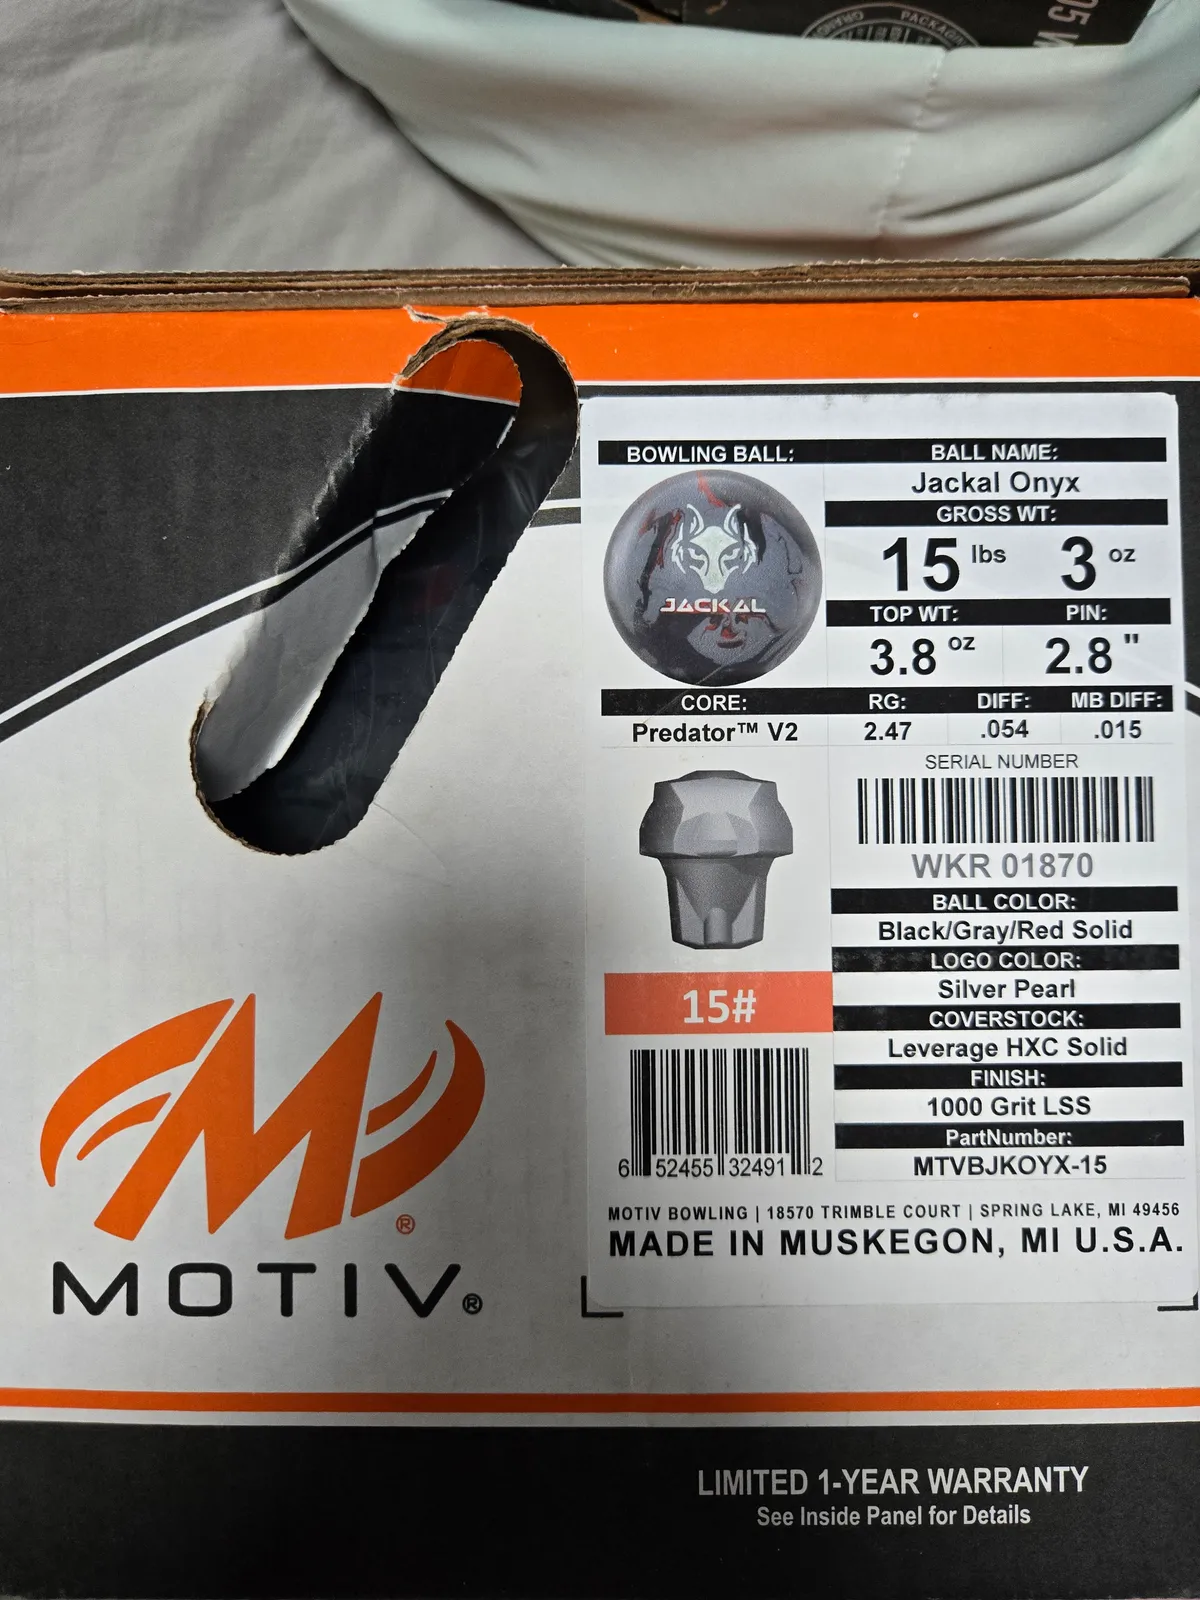 PACKAGING
05 W
BOWLING BALL:
BALL NAME:
Jackal Onyx
GROSS WT:
15 lbs 3 oz
JACKAL
TOP WT: PIN:
3.8 oz 2.8 "
CORE: RG: DIFF: MB DIFF:
Predator™ V2 2.47 .054 .015
SERIAL NUMBER
WKR 01870
BALL COLOR:
Black/Gray/Red Solid
LOGO COLOR:
Silver Pearl
15#
COVERSTOCK:
Leverage HXC Solid
FINISH:
1000 Grit LSS
PartNumber:
MTVBJKOYX-15
6 52455 32491 2
MOTIV BOWLING | 18570 TRIMBLE COURT | SPRING LAKE, MI 49456
MADE IN MUSKEGON, MI U.S.A.
M®
MOTIV®
LIMITED 1-YEAR WARRANTY
See Inside Panel for Details